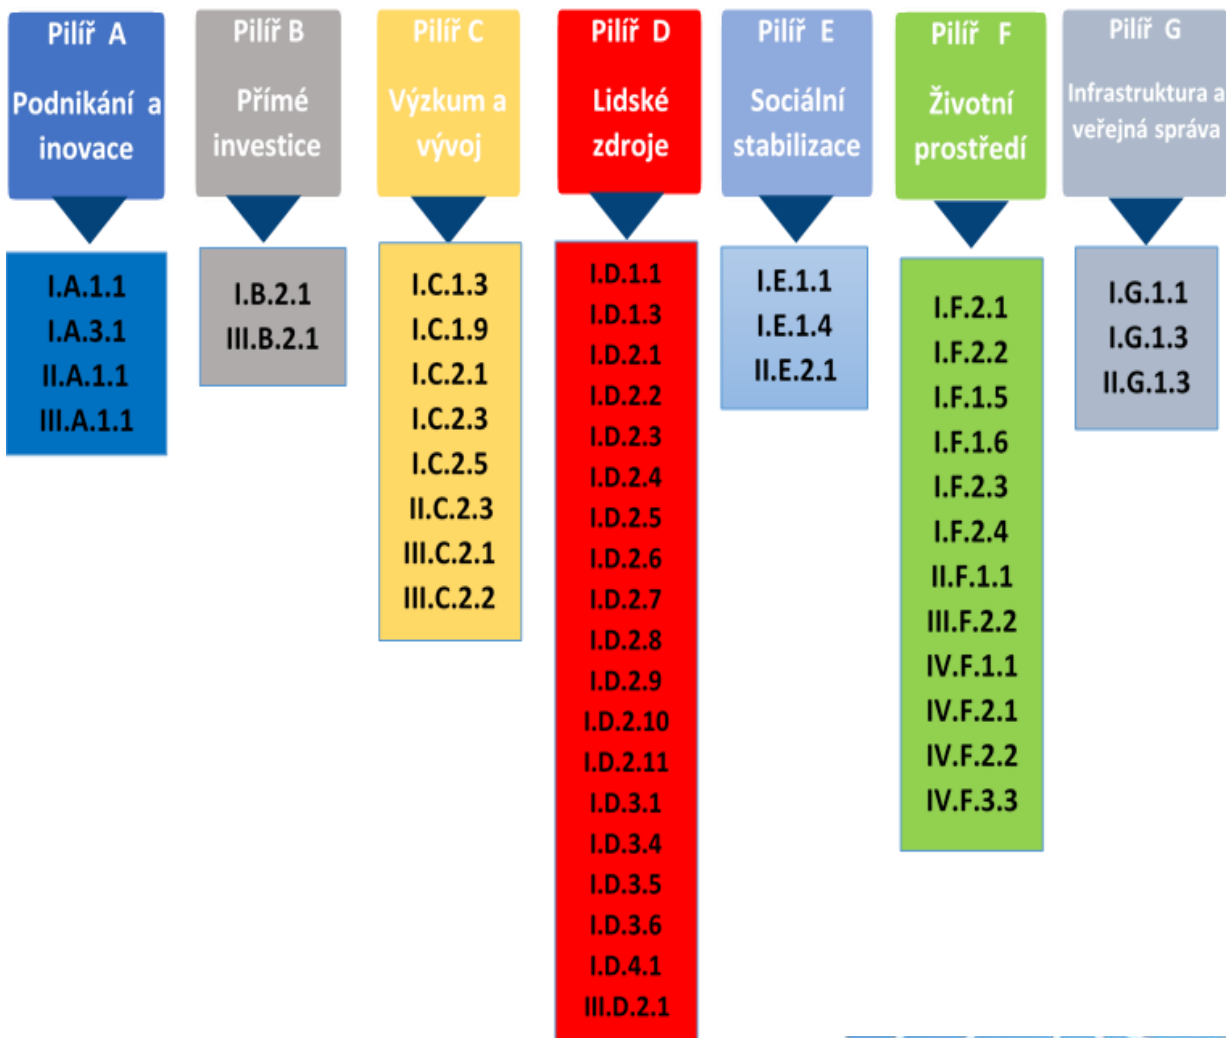 Pilíř A
Podnikání a
inovace
I.A.1.1
I.A.3.1
II.A.1.1
III.A.1.1
Pilíř B
Přímé
investice
I.B.2.1
III.B.2.1
Pilíř C
Výzkum a
vývoj
I.C.1.3
I.C.1.9
I.C.2.1
I.C.2.3
I.C.2.5
II.C.2.3
III.C.2.1
III.C.2.2
Pilíř D
Lidské
zdroje
I.D.1.1
I.D.1.3
I.D.2.1
I.D.2.2
I.D.2.3
I.D.2.4
I.D.2.5
I.D.2.6
I.D.2.7
I.D.2.8
I.D.2.9
I.D.2.10
I.D.2.11
I.D.3.1
I.D.3.4
I.D.3.5
I.D.3.6
I.D.4.1
III.D.2.1
Pilíř E
Sociální
stabilizace
I.E.1.1
I.E.1.4
II.E.2.1
Pilíř F
Životní
prostředí
I.F.2.1
I.F.2.2
I.F.1.5
I.F.1.6
I.F.2.3
I.F.2.4
II.F.1.1
III.F.2.2
IV.F.1.1
IV.F.2.1
IV.F.2.2
IV.F.3.3
Pilíř G
Infrastruktura a
veřejná správa
I.G.1.1
I.G.1.3
II.G.1.3